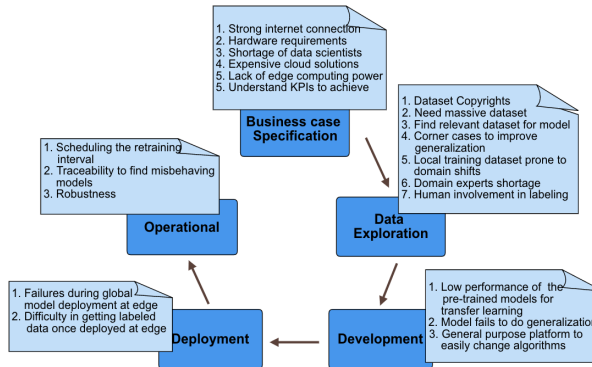 1. Strong internet connection
2. Hardware requirements
3. Shortage of data scientists
4. Expensive cloud solutions
5. Lack of edge computing power
5. Understand KPIs to achieve
Business case
Specification
1. Dataset Copyrights
2. Need massive dataset
3. Find relevant dataset for model
4. Corner cases to improve
generalization
5. Local training dataset prone to
domain shifts
6. Domain experts shortage
7. Human involvement in labeling
Data
Exploration
1. Low performance of the
pre-trained models for
transfer learning
2. Model fails to do generalization
3. General purpose platform to
easily change algorithms
Development
1. Failures during global
model deployment at edge
2. Difficulty in getting labeled
data once deployed at edge
Deployment
1. Scheduling the retraining
interval
2. Traceability to find misbehaving
models
3. Robustness
Operational